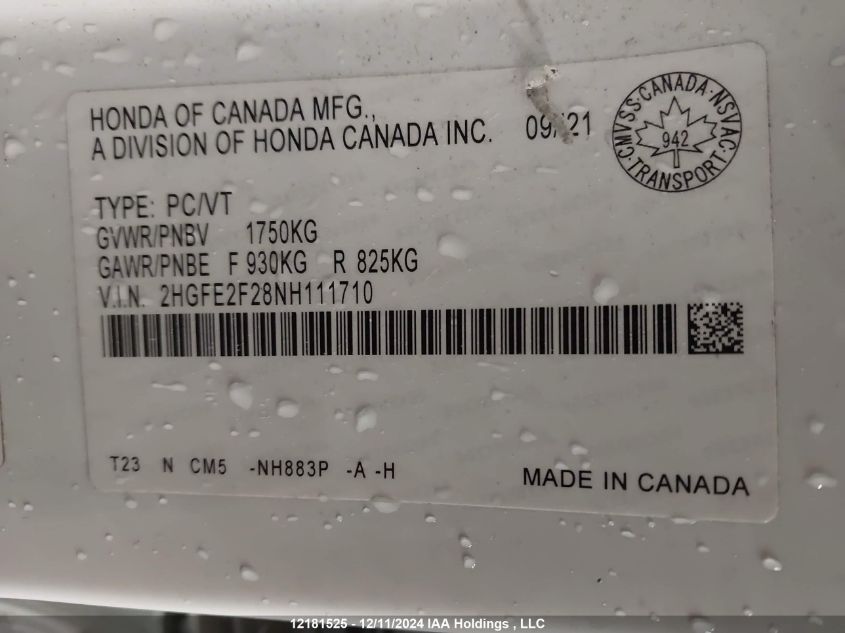 HONDA OF CANADA MFG.,
A DIVISION OF HONDA CANADA INC. 09/21
CMVSS·CANADA·NSVAC·TRANSPORT·
942
TYPE: PC/VT
GVWR/PNBV 1750KG
GAWR/PNBE F 930KG R 825KG
V.I.N. 2HGFE2F28NH111710
T23 N CM5 -NH883P -A -H
MADE IN CANADA
12181525 - 12/11/2024 IAA Holdings , LLC